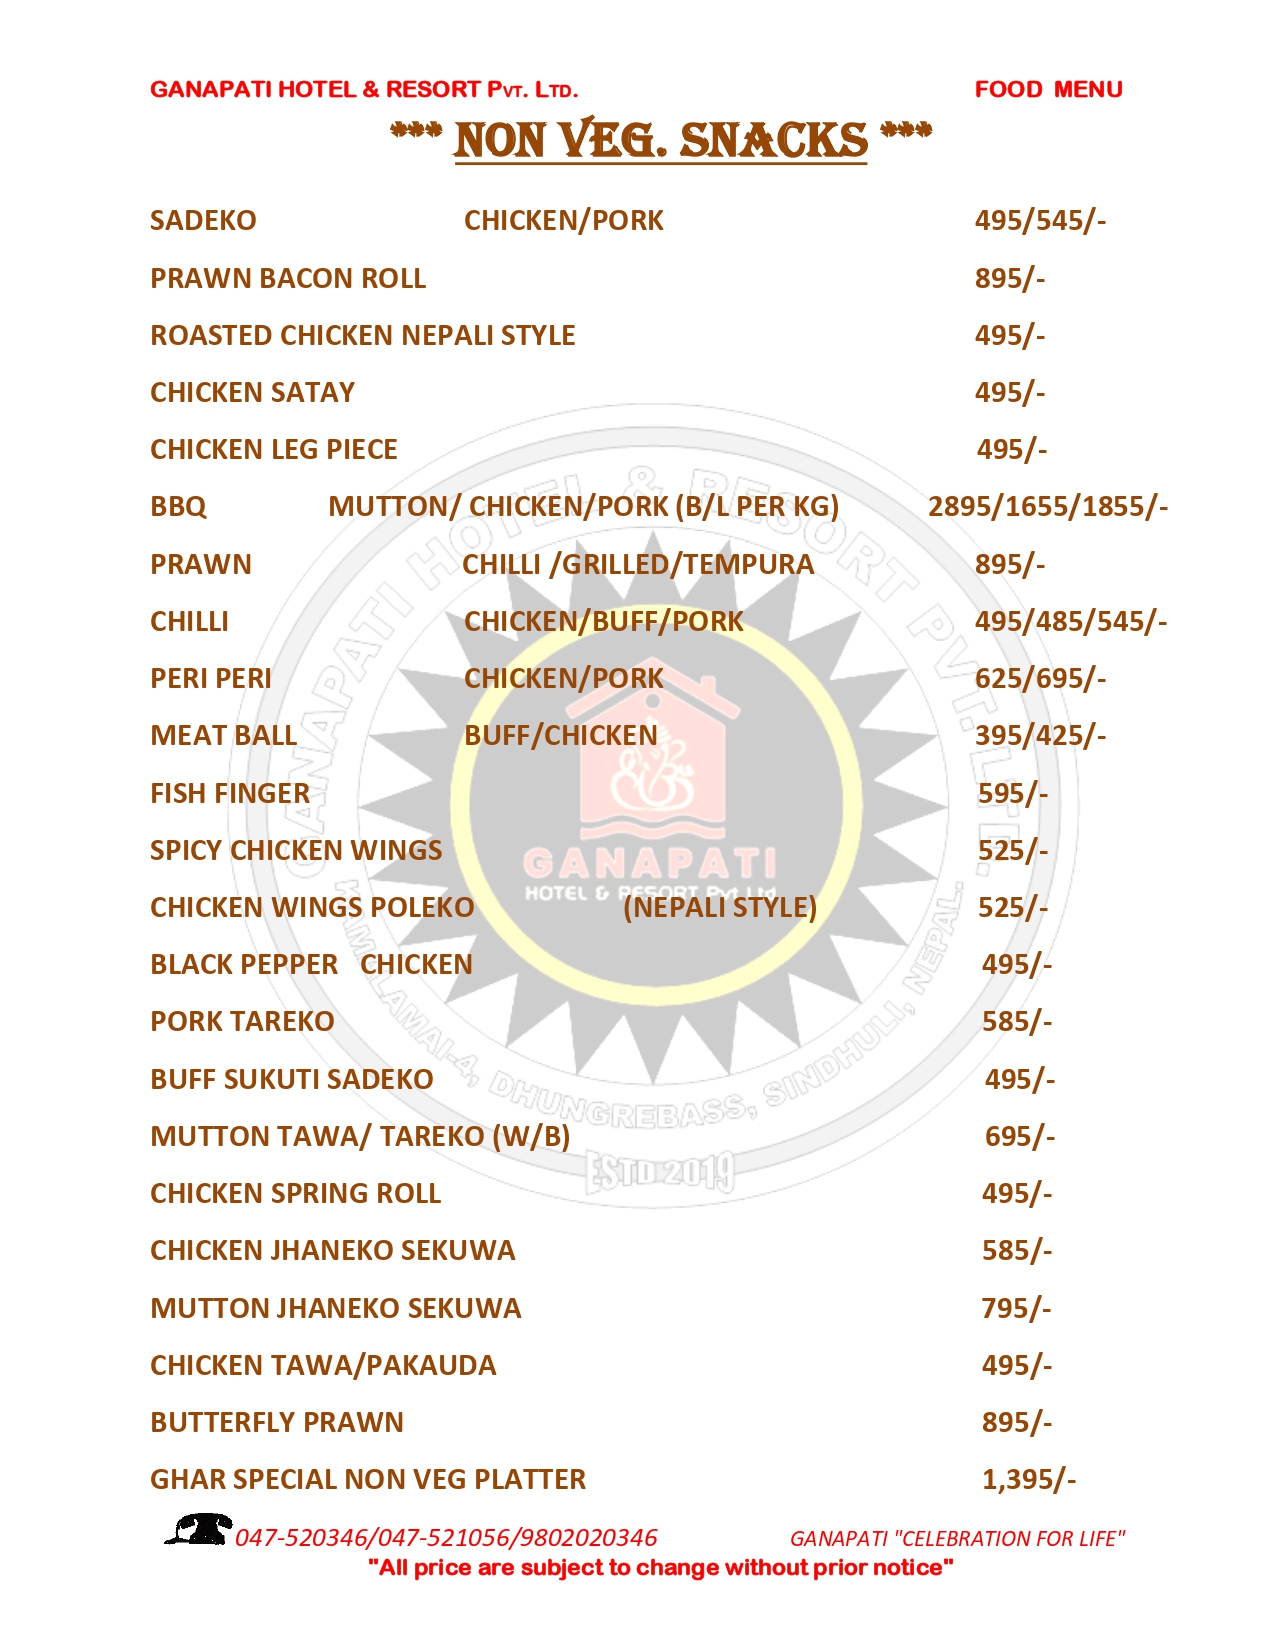 GANAPATI HOTEL & RESORT PVT. LTD. FOOD MENU
*** NON VEG. SNACKS ***
SADEKO CHICKEN/PORK 495/545/-
PRAWN BACON ROLL 895/-
ROASTED CHICKEN NEPALI STYLE 495/-
CHICKEN SATAY 495/-
CHICKEN LEG PIECE 495/-
BBQ MUTTON/ CHICKEN/PORK (B/L PER KG) 2895/1655/1855/-
PRAWN CHILLI /GRILLED/TEMPURA 895/-
CHILLI CHICKEN/BUFF/PORK 495/485/545/-
PERI PERI CHICKEN/PORK 625/695/-
MEAT BALL BUFF/CHICKEN 395/425/-
FISH FINGER 595/-
SPICY CHICKEN WINGS 525/-
CHICKEN WINGS POLEKO (NEPALI STYLE) 525/-
BLACK PEPPER CHICKEN 495/-
PORK TAREKO 585/-
BUFF SUKUTI SADEKO 495/-
MUTTON TAWA/ TAREKO (W/B) 695/-
CHICKEN SPRING ROLL 495/-
CHICKEN JHANEKO SEKUWA 585/-
MUTTON JHANEKO SEKUWA 795/-
CHICKEN TAWA/PAKAUDA 495/-
BUTTERFLY PRAWN 895/-
GHAR SPECIAL NON VEG PLATTER 1,395/-
047-520346/047-521056/9802020346 GANAPATI "CELEBRATION FOR LIFE"
"All price are subject to change without prior notice"
GANAPATI HOTEL & RESORT PVT. LTD.
GANAPATI
HOTEL & RESORT Pvt. Ltd.
KAMALAMAI-4, DHUNGREBASS, SINDHULI, NEPAL.
ESTD 2019